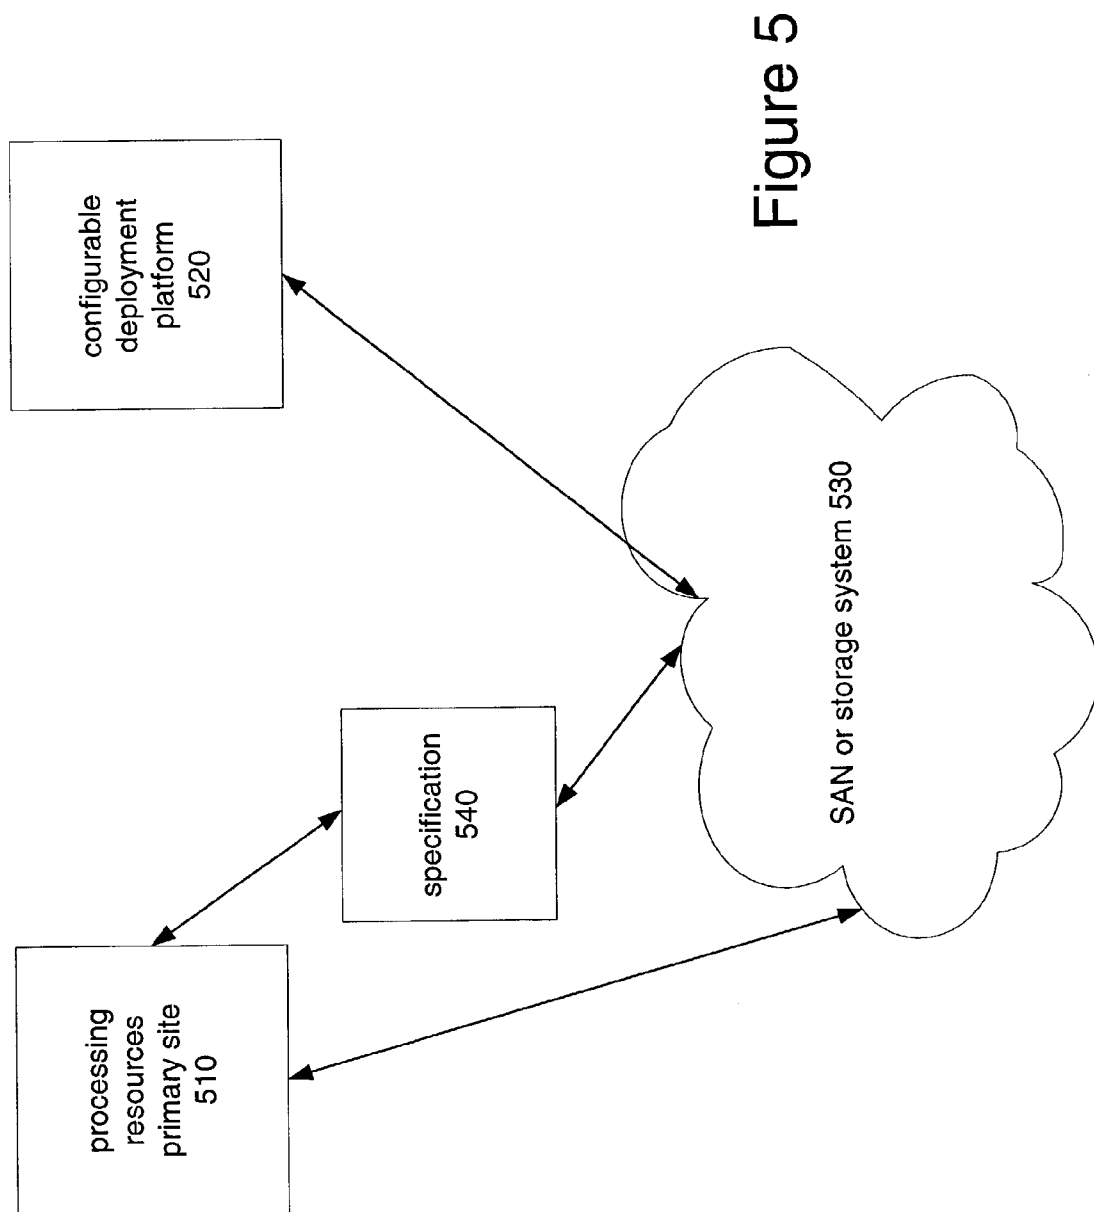 processing
resources
primary site
510
specification
540
configurable
deployment
platform
520
SAN or storage system 530
Figure 5